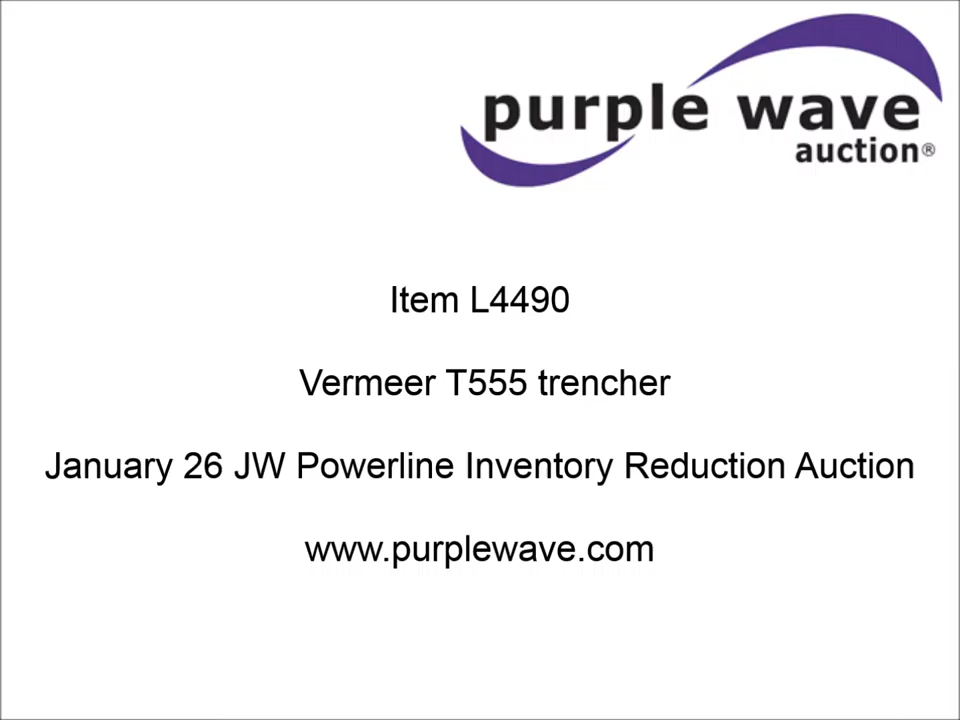 purple wave
auction®
Item L4490
Vermeer T555 trencher
January 26 JW Powerline Inventory Reduction Auction
www.purplewave.com